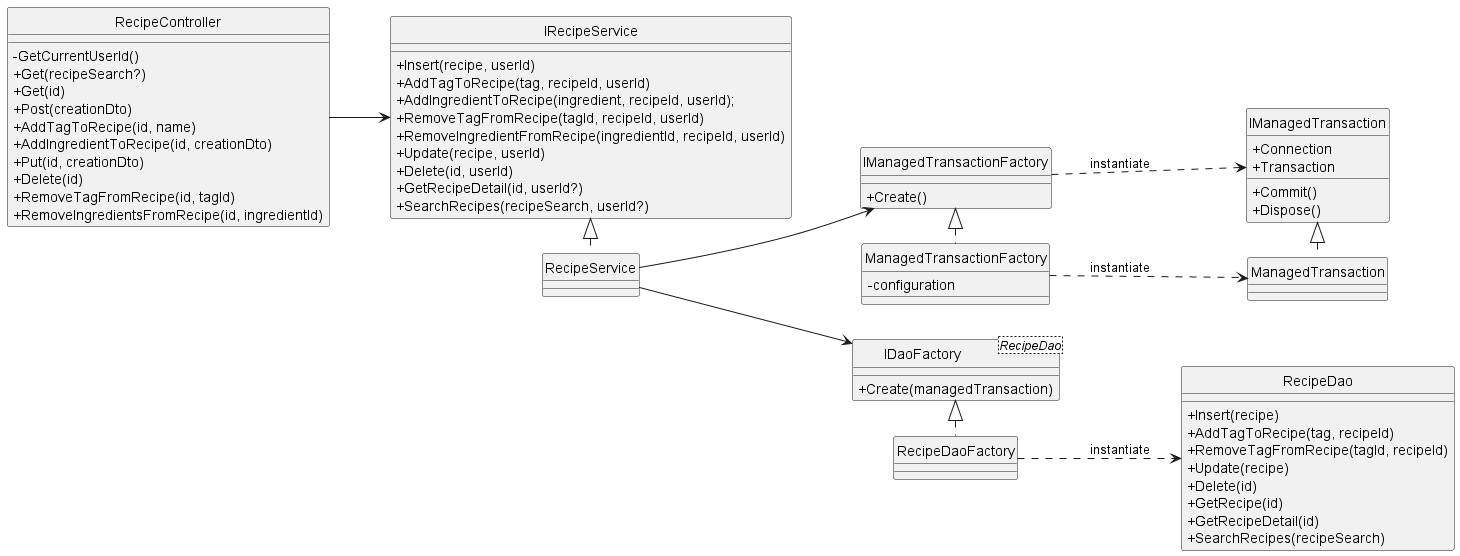 RecipeController
-GetCurrentUserId()
+Get(recipeSearch?)
+Get(id)
+Post(creationDto)
+AddTagToRecipe(id, name)
+AddIngredientToRecipe(id, creationDto)
+Put(id, creationDto)
+Delete(id)
+RemoveTagFromRecipe(id, tagId)
+RemoveIngredientsFromRecipe(id, ingredientId)
IRecipeService
+Insert(recipe, userId)
+AddTagToRecipe(tag, recipeId, userId)
+AddIngredientToRecipe(ingredient, recipeId, userId);
+RemoveTagFromRecipe(tagId, recipeId, userId)
+RemoveIngredientFromRecipe(ingredientId, recipeId, userId)
+Update(recipe, userId)
+Delete(id, userId)
+GetRecipeDetail(id, userId?)
+SearchRecipes(recipeSearch, userId?)
RecipeService
IManagedTransactionFactory
+Create()
instantiate
IManagedTransaction
+Connection
+Transaction
+Commit()
+Dispose()
ManagedTransactionFactory
-configuration
instantiate
ManagedTransaction
IDaoFactory
RecipeDao
+Create(managedTransaction)
RecipeDaoFactory
instantiate
RecipeDao
+Insert(recipe)
+AddTagToRecipe(tag, recipeId)
+RemoveTagFromRecipe(tagId, recipeId)
+Update(recipe)
+Delete(id)
+GetRecipe(id)
+GetRecipeDetail(id)
+SearchRecipes(recipeSearch)